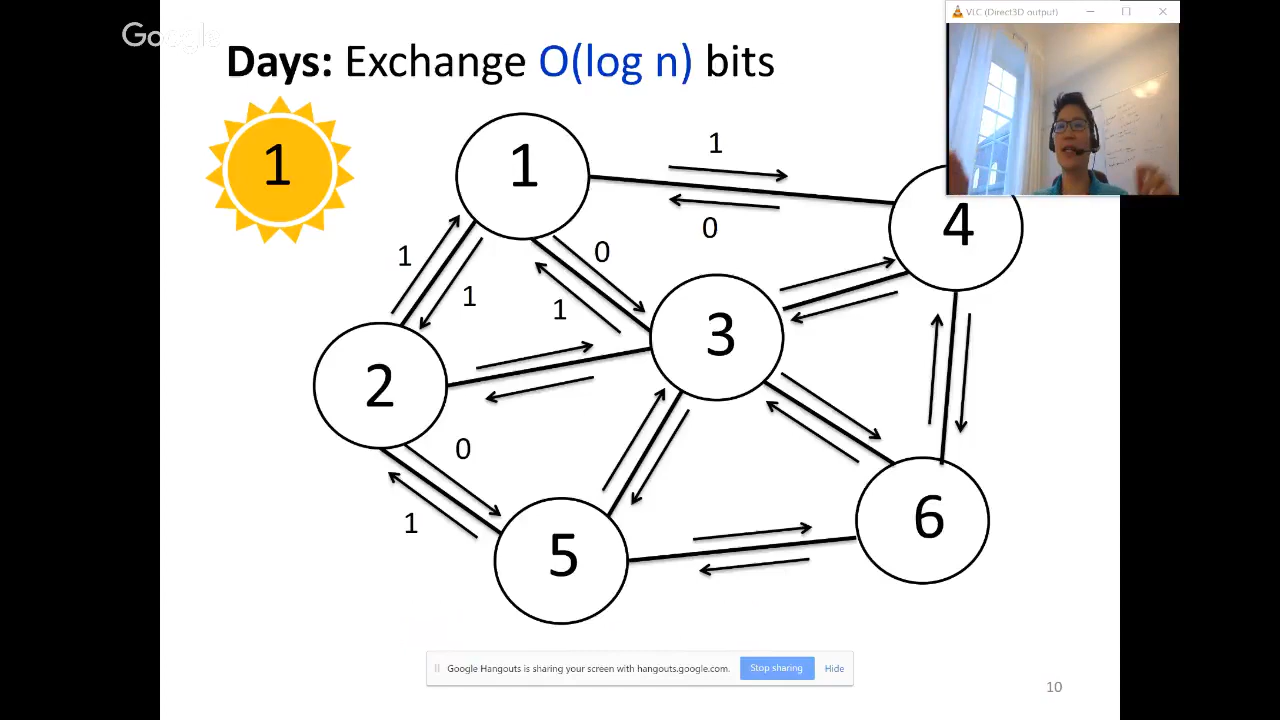 VLC (Direct3D output)
Google
Days: Exchange O(log n) bits
1
1
1
0
4
1
1
0
1
3
2
0
1
5
6
Google Hangouts is sharing your screen with hangouts.google.com.
Stop sharing
Hide
10